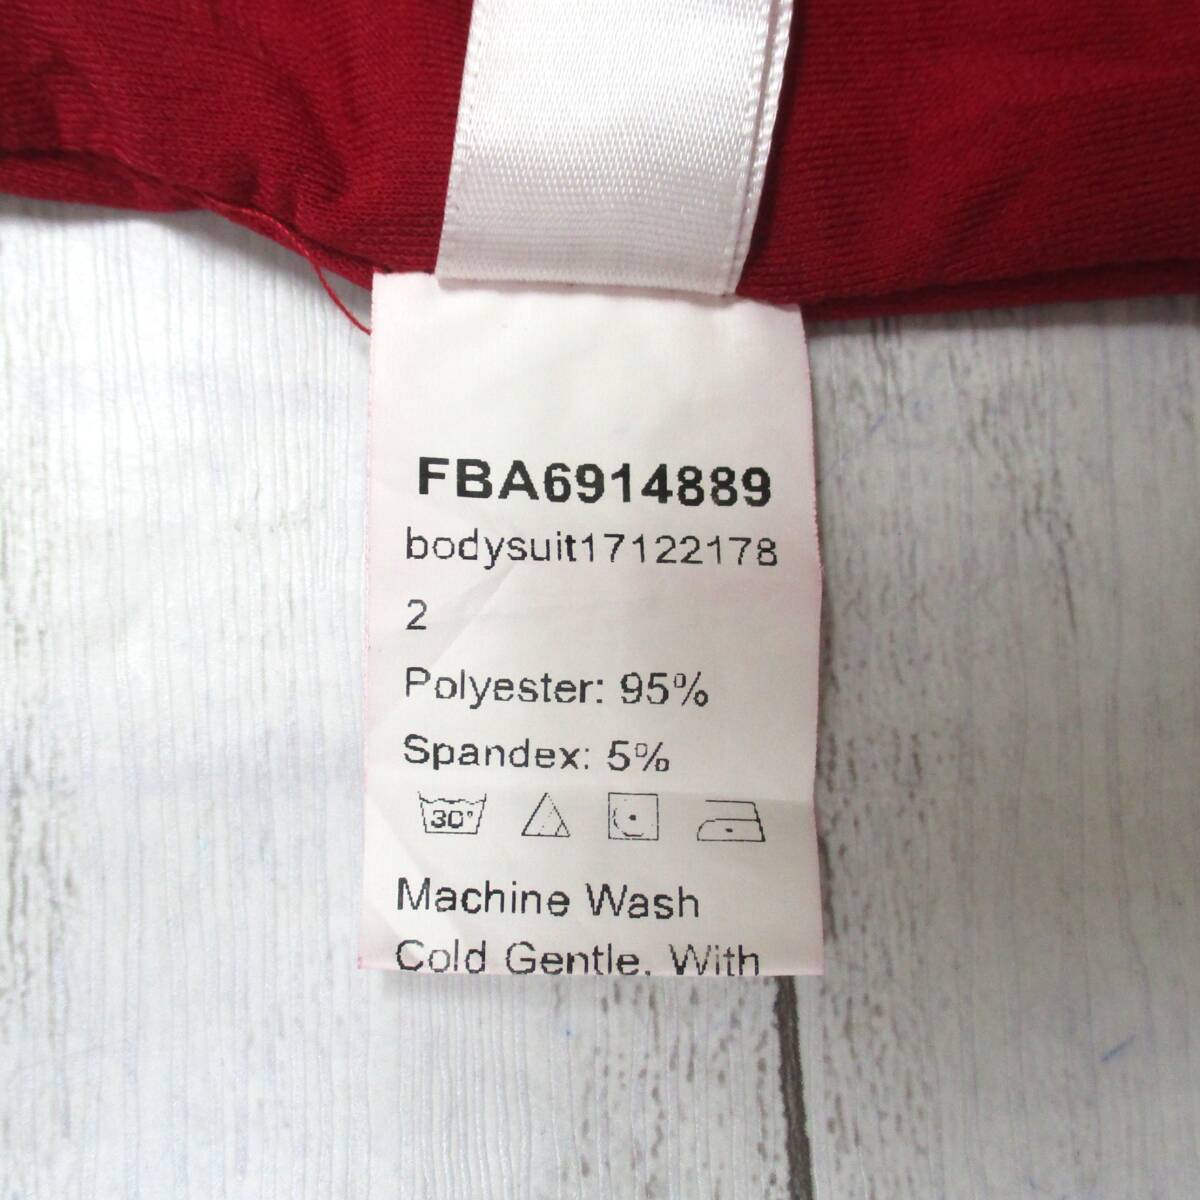 FBA6914889
bodysuit17122178
2
Polyester: 95%
Spandex: 5%
30°
Machine Wash
Cold Gentle, With